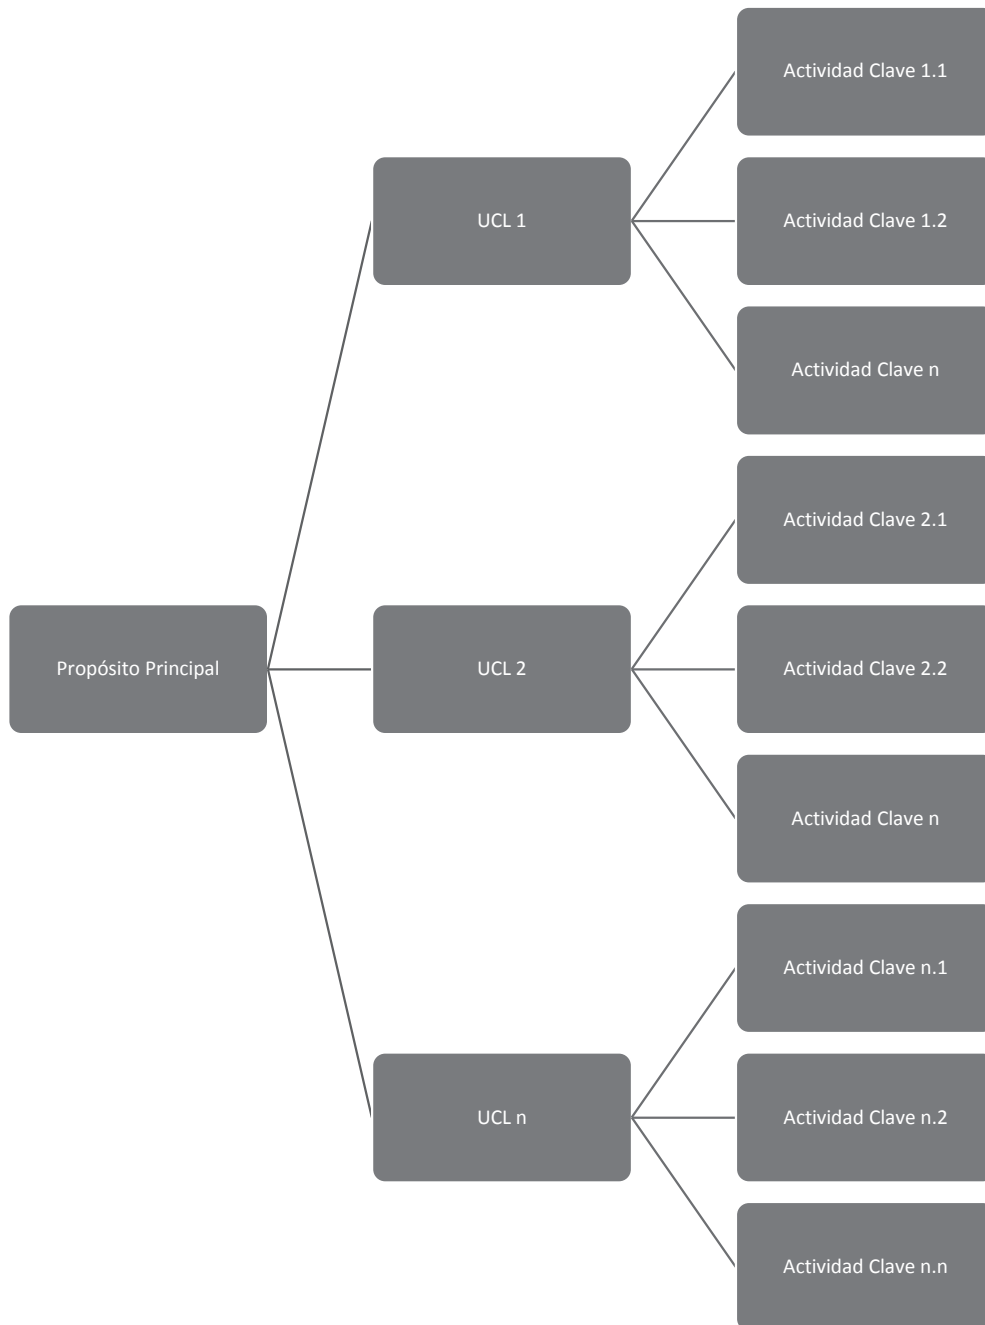 Propósito Principal
UCL 1
Actividad Clave 1.1
Actividad Clave 1.2
Actividad Clave n
UCL 2
Actividad Clave 2.1
Actividad Clave 2.2
Actividad Clave n
UCL n
Actividad Clave n.1
Actividad Clave n.2
Actividad Clave n.n